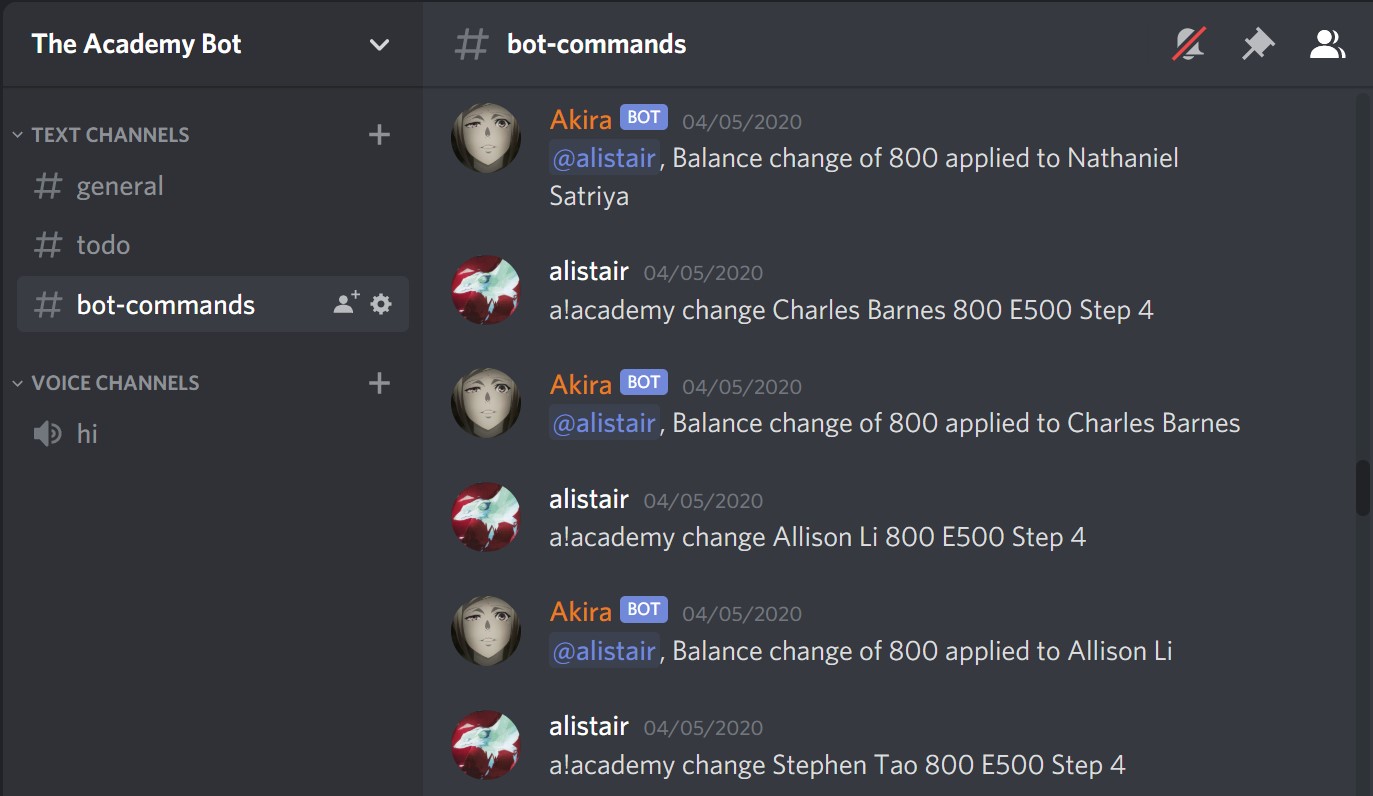 The Academy Bot
TEXT CHANNELS
general
todo
bot-commands
VOICE CHANNELS
hi
# bot-commands
Akira BOT 04/05/2020
@alistair, Balance change of 800 applied to Nathaniel
Satriya
alistair 04/05/2020
a!academy change Charles Barnes 800 E500 Step 4
Akira BOT 04/05/2020
@alistair, Balance change of 800 applied to Charles Barnes
alistair 04/05/2020
a!academy change Allison Li 800 E500 Step 4
Akira BOT 04/05/2020
@alistair, Balance change of 800 applied to Allison Li
alistair 04/05/2020
a!academy change Stephen Tao 800 E500 Step 4